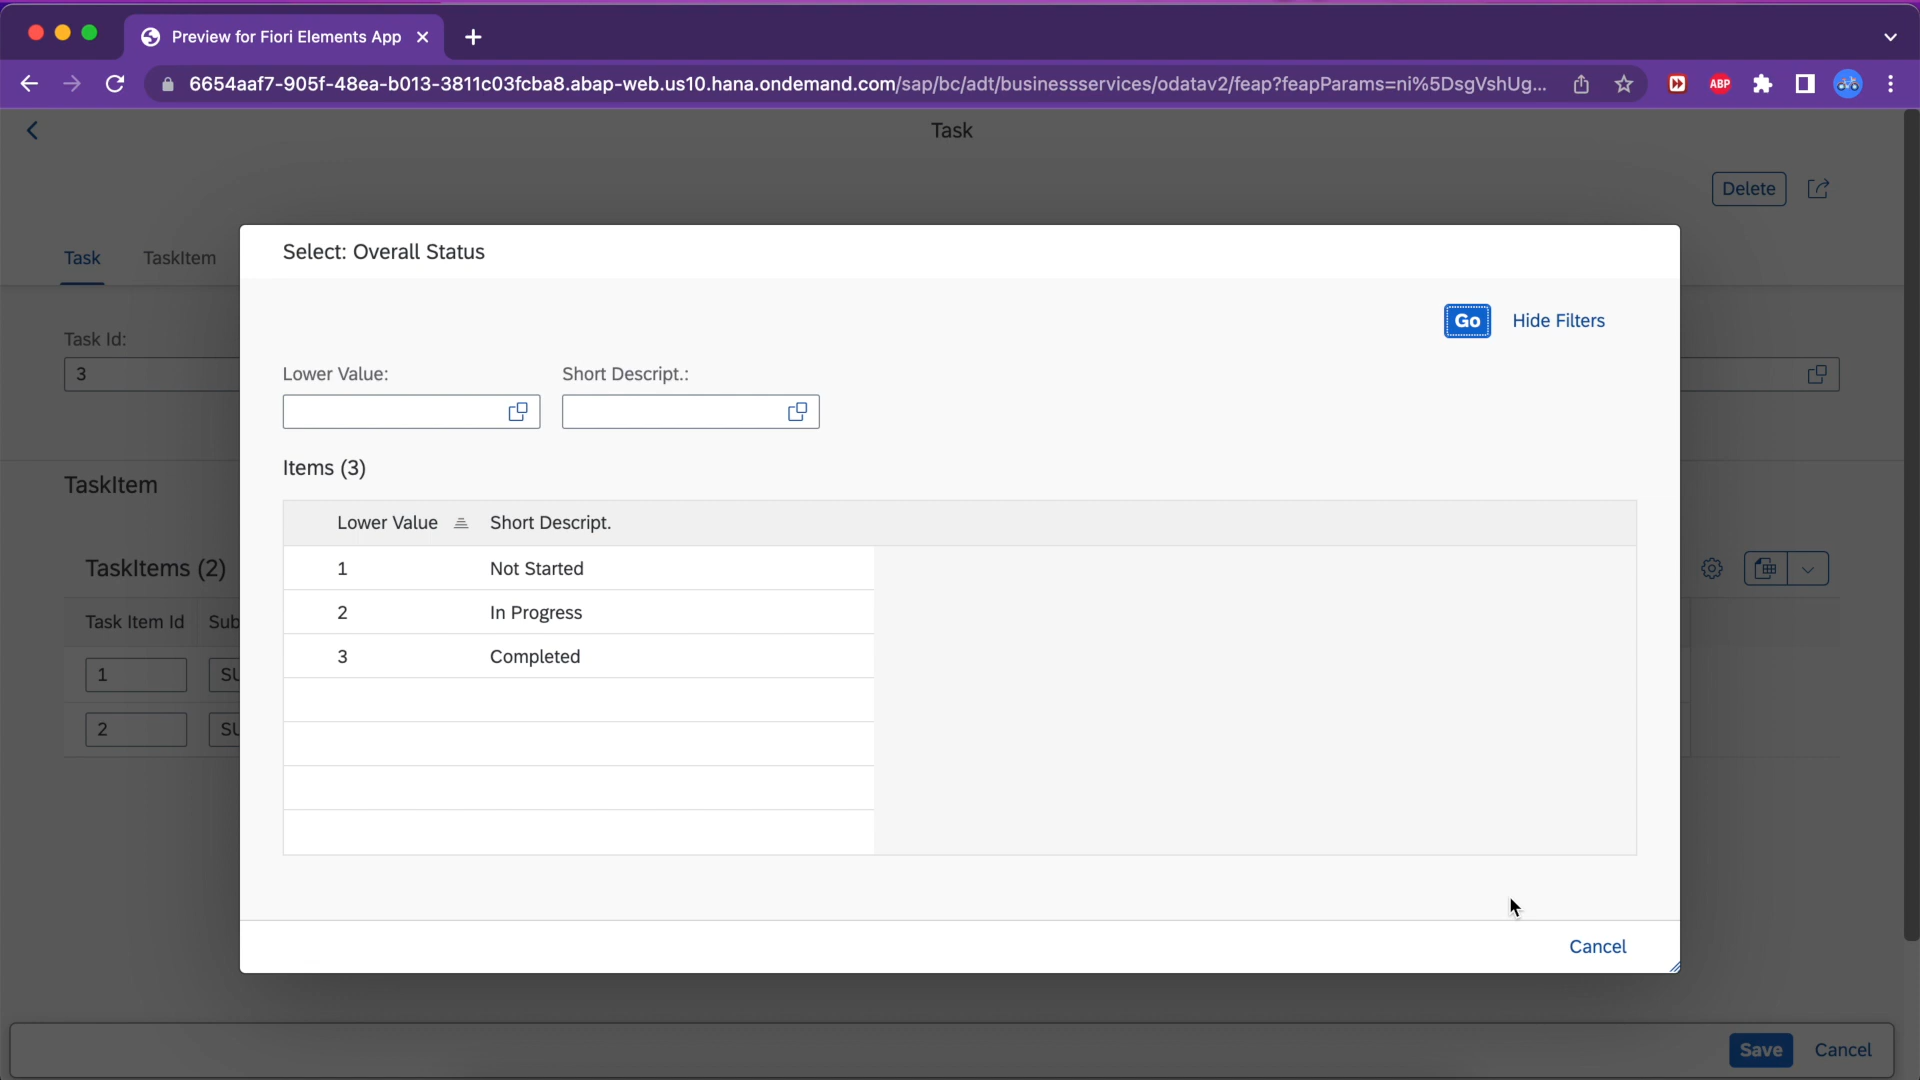 Preview for Fiori Elements App
6654aaf7-905f-48ea-b013-3811c03fcba8.abap-web.us10.hana.ondemand.com/sap/bc/adt/businessservices/odatav2/feap?feapParams=ni%5DsgVshUg...
ABP
Task
Delete
Task TaskItem
Select: Overall Status
Go Hide Filters
Task Id:
3
Lower Value: Short Descript.:
Items (3)
TaskItem
Lower Value Short Descript.
1 Not Started
TaskItems (2)
2 In Progress
Task Item Id Sub
3 Completed
1 SU
2 SU
Cancel
Save Cancel